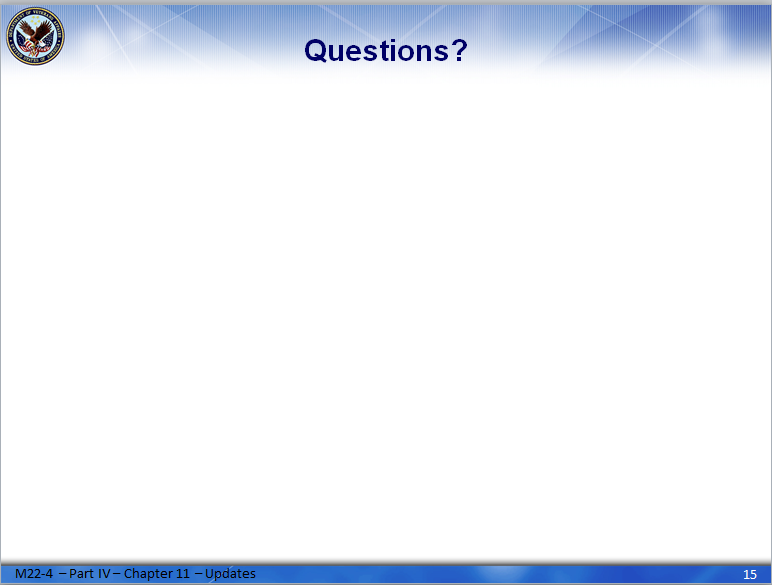 Questions?
M22-4 – Part IV – Chapter 11 – Updates
15